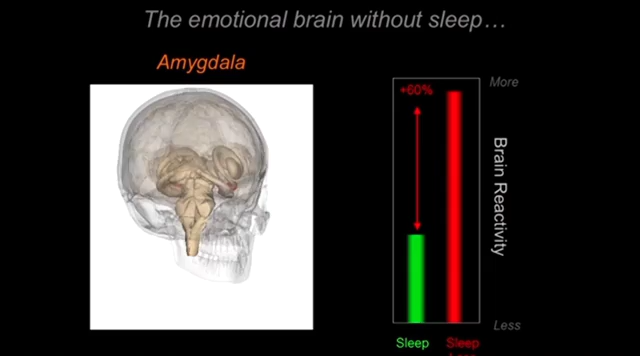 The emotional brain without sleep…
Amygdala
More
+60%
Brain Reactivity
Less
Sleep
Sleep